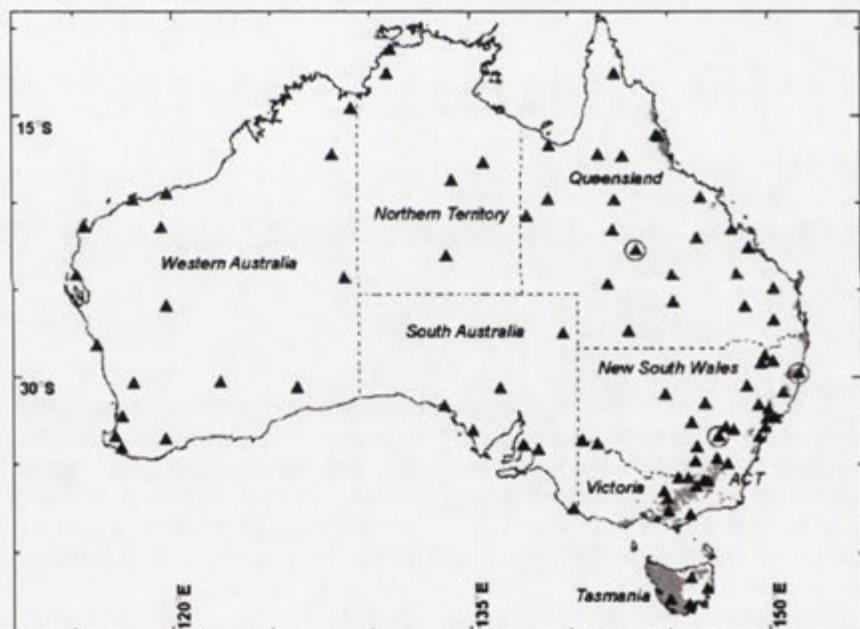 15°S
Queensland
Northern Territory
Western Australia
South Australia
New South Wales
30°S
Victoria
ACT
Tasmania
120°E
135°E
150°E